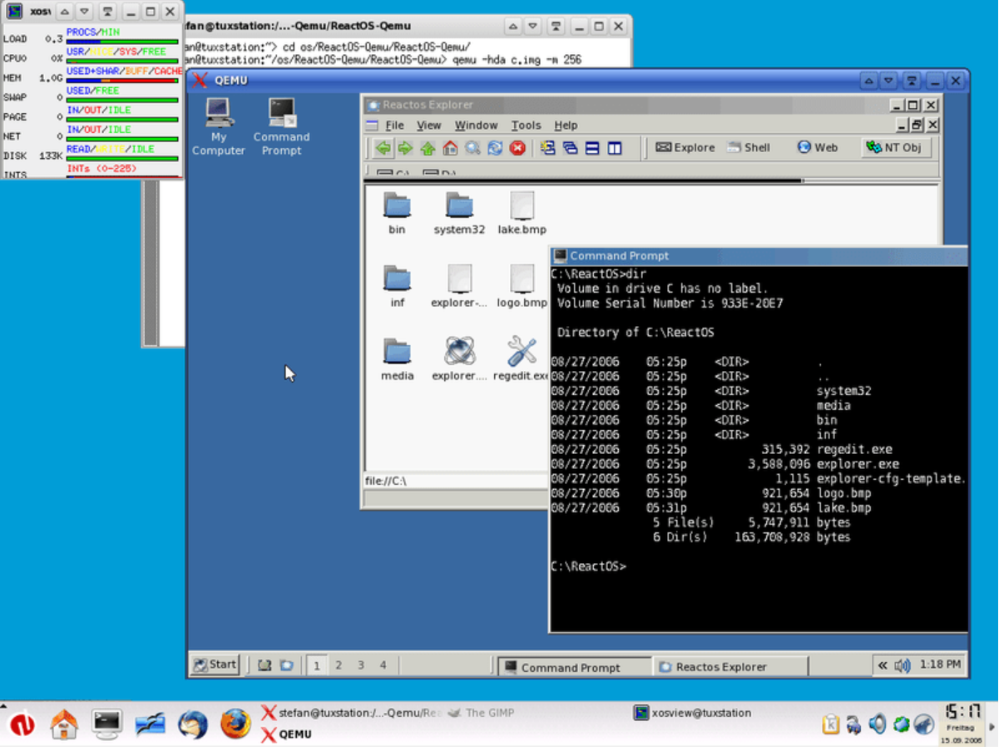 xos
LOAD 0.3 PROCS/MIN
CPU0 0% USR/NICE/SYS/FREE
MEM 1.0G USED+SHAR/BUFF/CACHE
SWAP 0 USED/FREE
PAGE 0 IN/OUT/IDLE
NET 0 IN/OUT/IDLE
DISK 133K READ/WRITE/IDLE
INTS INTs (0-225)
fan@tuxstation:/...-Qemu/ReactOS-Qemu
an@tuxstation:~> cd os/ReactOS-Qemu/ReactOS-Qemu/
an@tuxstation:~/os/ReactOS-Qemu/ReactOS-Qemu> qemu -hda c.img -m 256
QEMU
My Computer
Command Prompt
Reactos Explorer
File View Window Tools Help
Explore Shell Web NT Obj
C:\ D:\
bin system32 lake.bmp
inf explorer-... logo.bmp
media explorer.... regedit.exe
file://C:\
Command Prompt
C:\ReactOS>dir
Volume in drive C has no label.
Volume Serial Number is 933E-20E7
Directory of C:\ReactOS
08/27/2006 05:25p <DIR> .
08/27/2006 05:25p <DIR> ..
08/27/2006 05:25p <DIR> system32
08/27/2006 05:25p <DIR> media
08/27/2006 05:25p <DIR> bin
08/27/2006 05:25p <DIR> inf
08/27/2006 05:25p 315,392 regedit.exe
08/27/2006 05:25p 3,588,096 explorer.exe
08/27/2006 05:25p 1,115 explorer-cfg-template.
08/27/2006 05:30p 921,654 logo.bmp
08/27/2006 05:31p 921,654 lake.bmp
5 File(s) 5,747,911 bytes
6 Dir(s) 163,708,928 bytes
C:\ReactOS>
Start 1 2 3 4 Command Prompt Reactos Explorer « 1:18 PM
stefan@tuxstation:/...-Qemu/Rea The GIMP xosview@tuxstation
QEMU
15:17
Freitag
15.09.2006